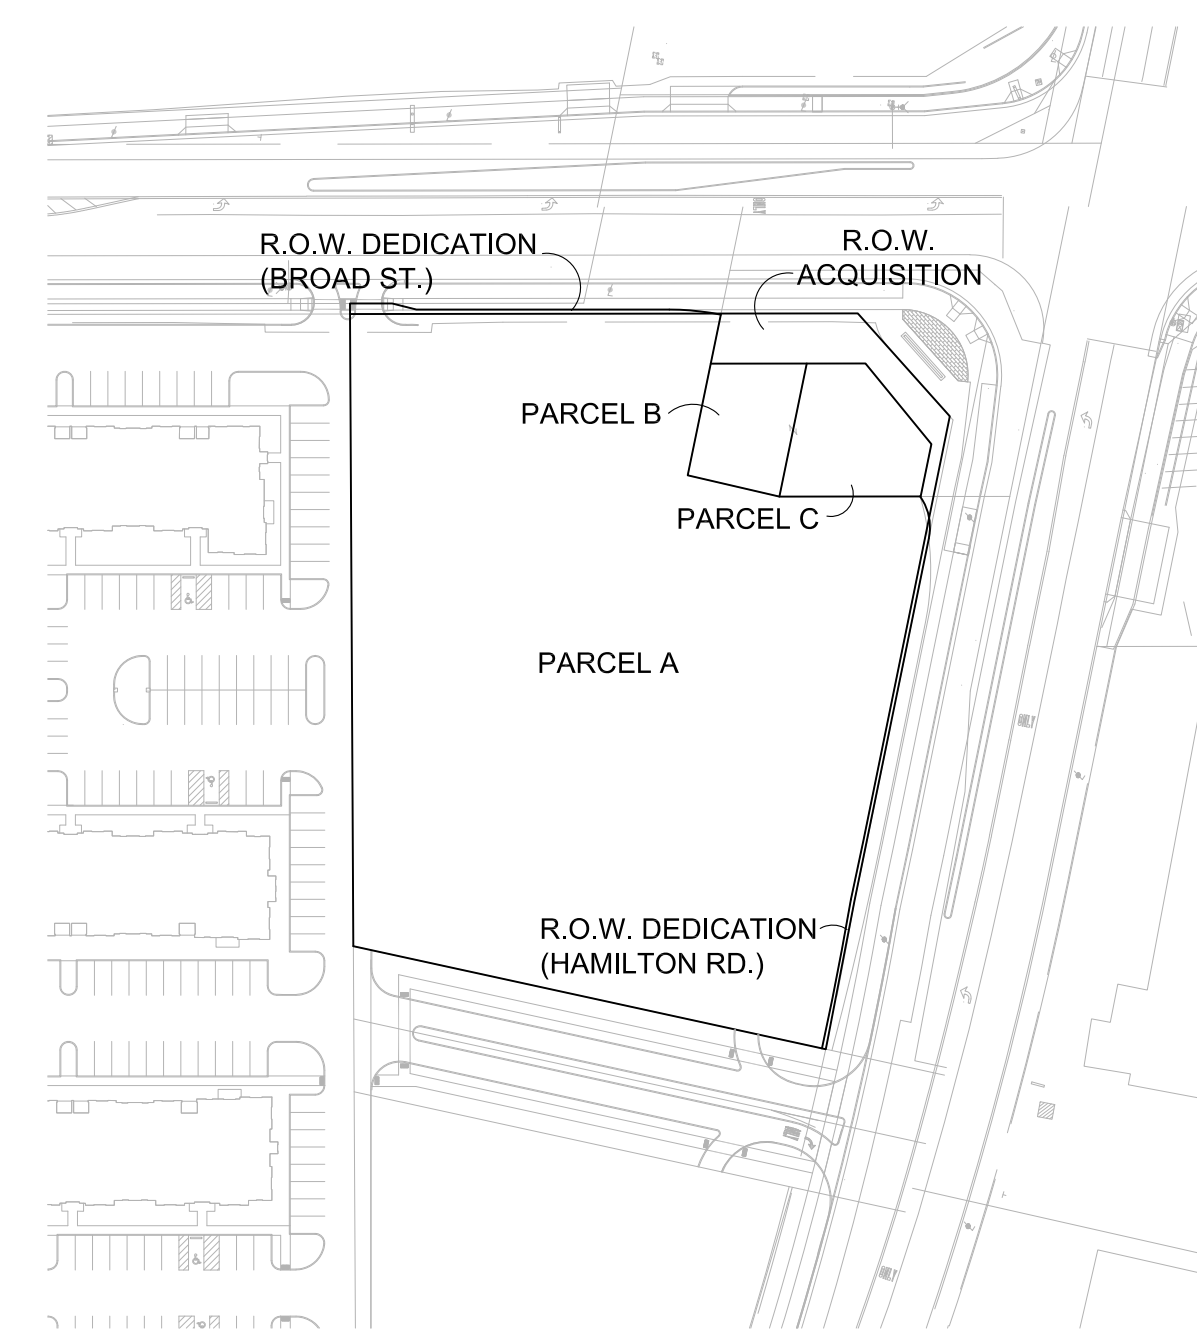 R.O.W. DEDICATION
(BROAD ST.)
R.O.W.
ACQUISITION
PARCEL B
PARCEL C
PARCEL A
R.O.W. DEDICATION
(HAMILTON RD.)